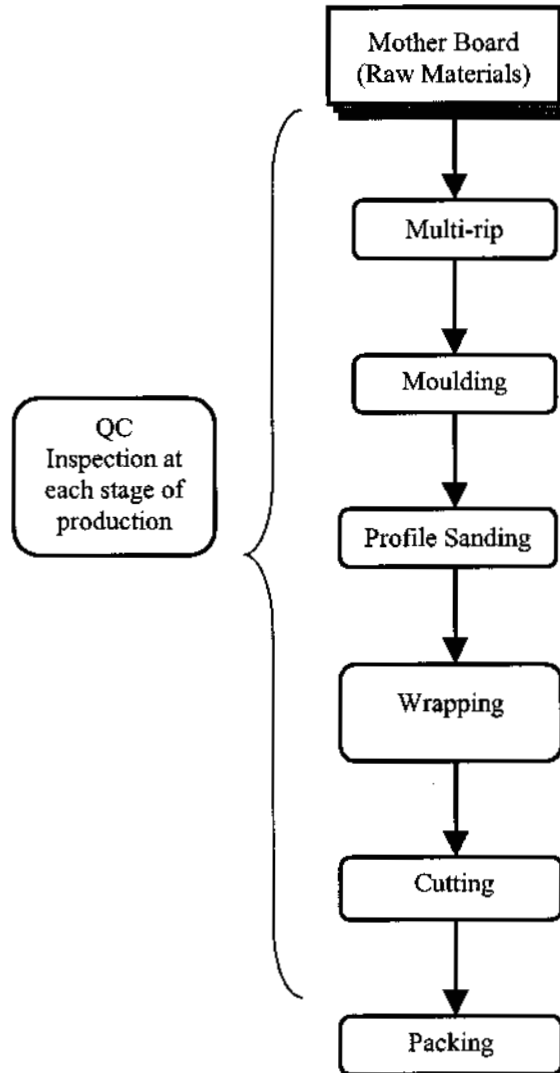 Mother Board
(Raw Materials)
Multi-rip
Moulding
QC
Inspection at
each stage of
production
Profile Sanding
Wrapping
Cutting
Packing